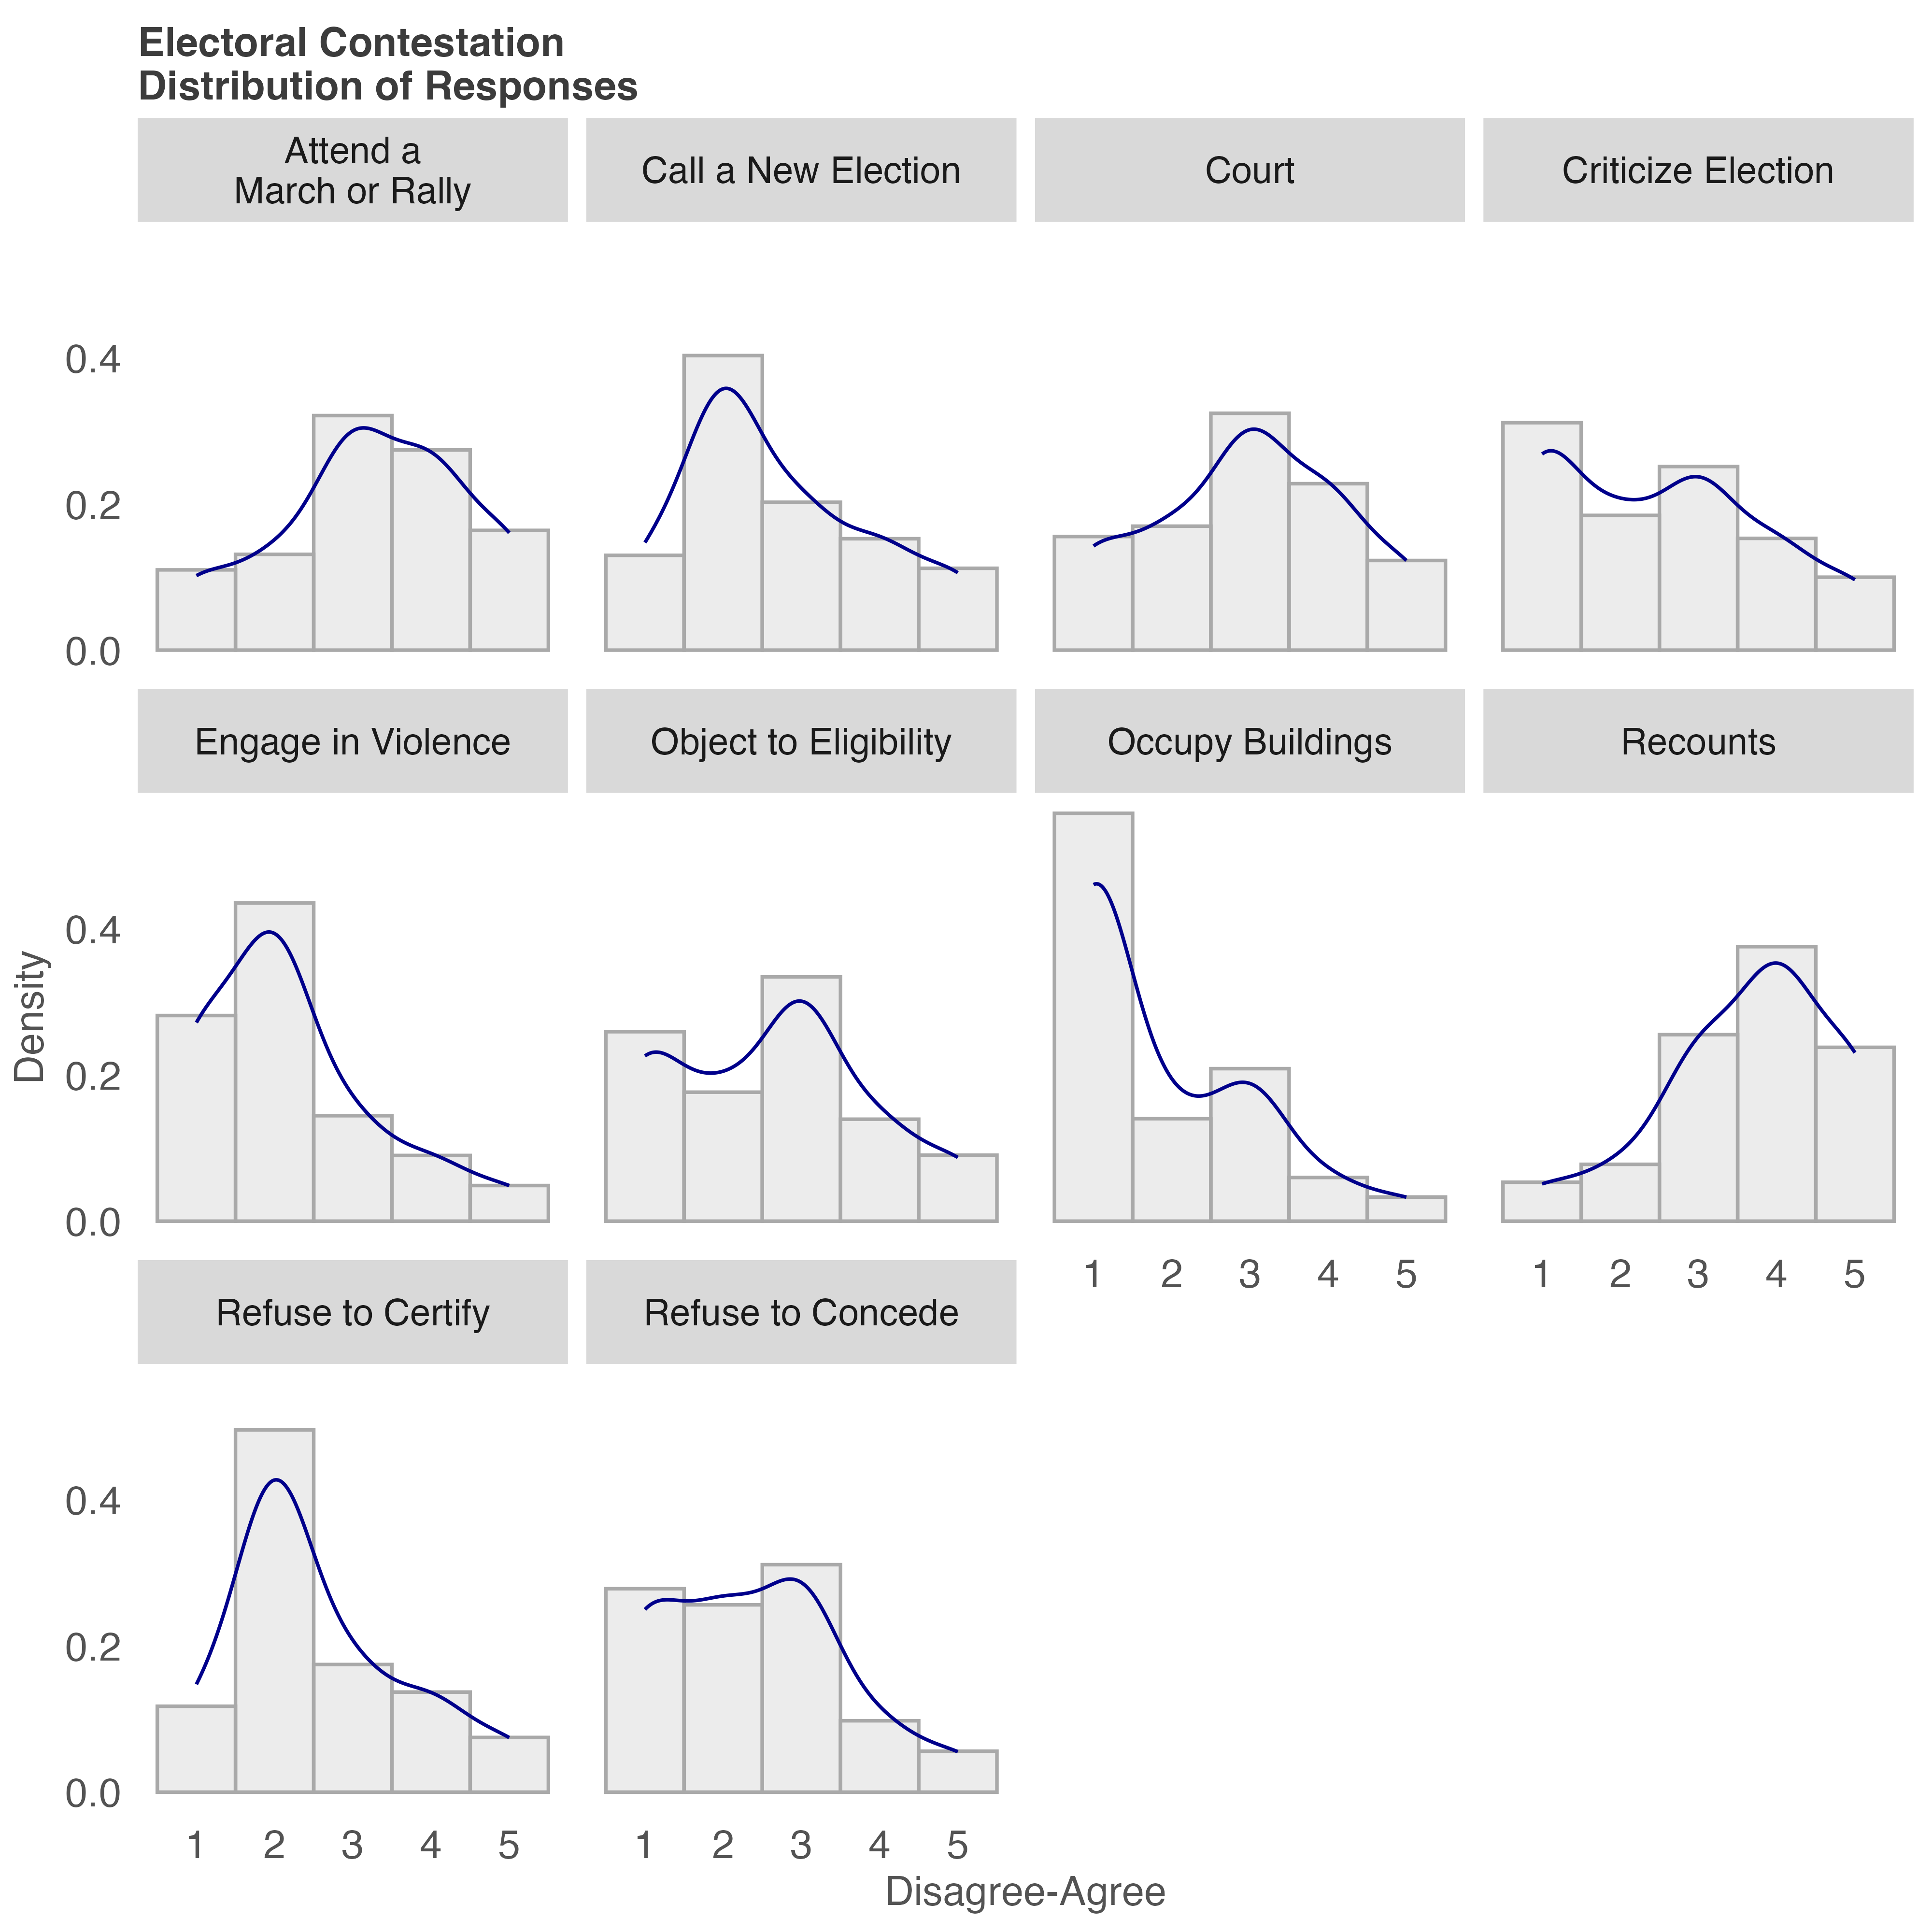 Electoral Contestation
Distribution of Responses
Attend a
March or Rally
Call a New Election
Court
Criticize Election
0.4
0.2
0.0
Engage in Violence
Object to Eligibility
Occupy Buildings
Recounts
Density
0.4
0.2
0.0
1 2 3 4 5
1 2 3 4 5
Refuse to Certify
Refuse to Concede
0.4
0.2
0.0
1 2 3 4 5
1 2 3 4 5
Disagree-Agree